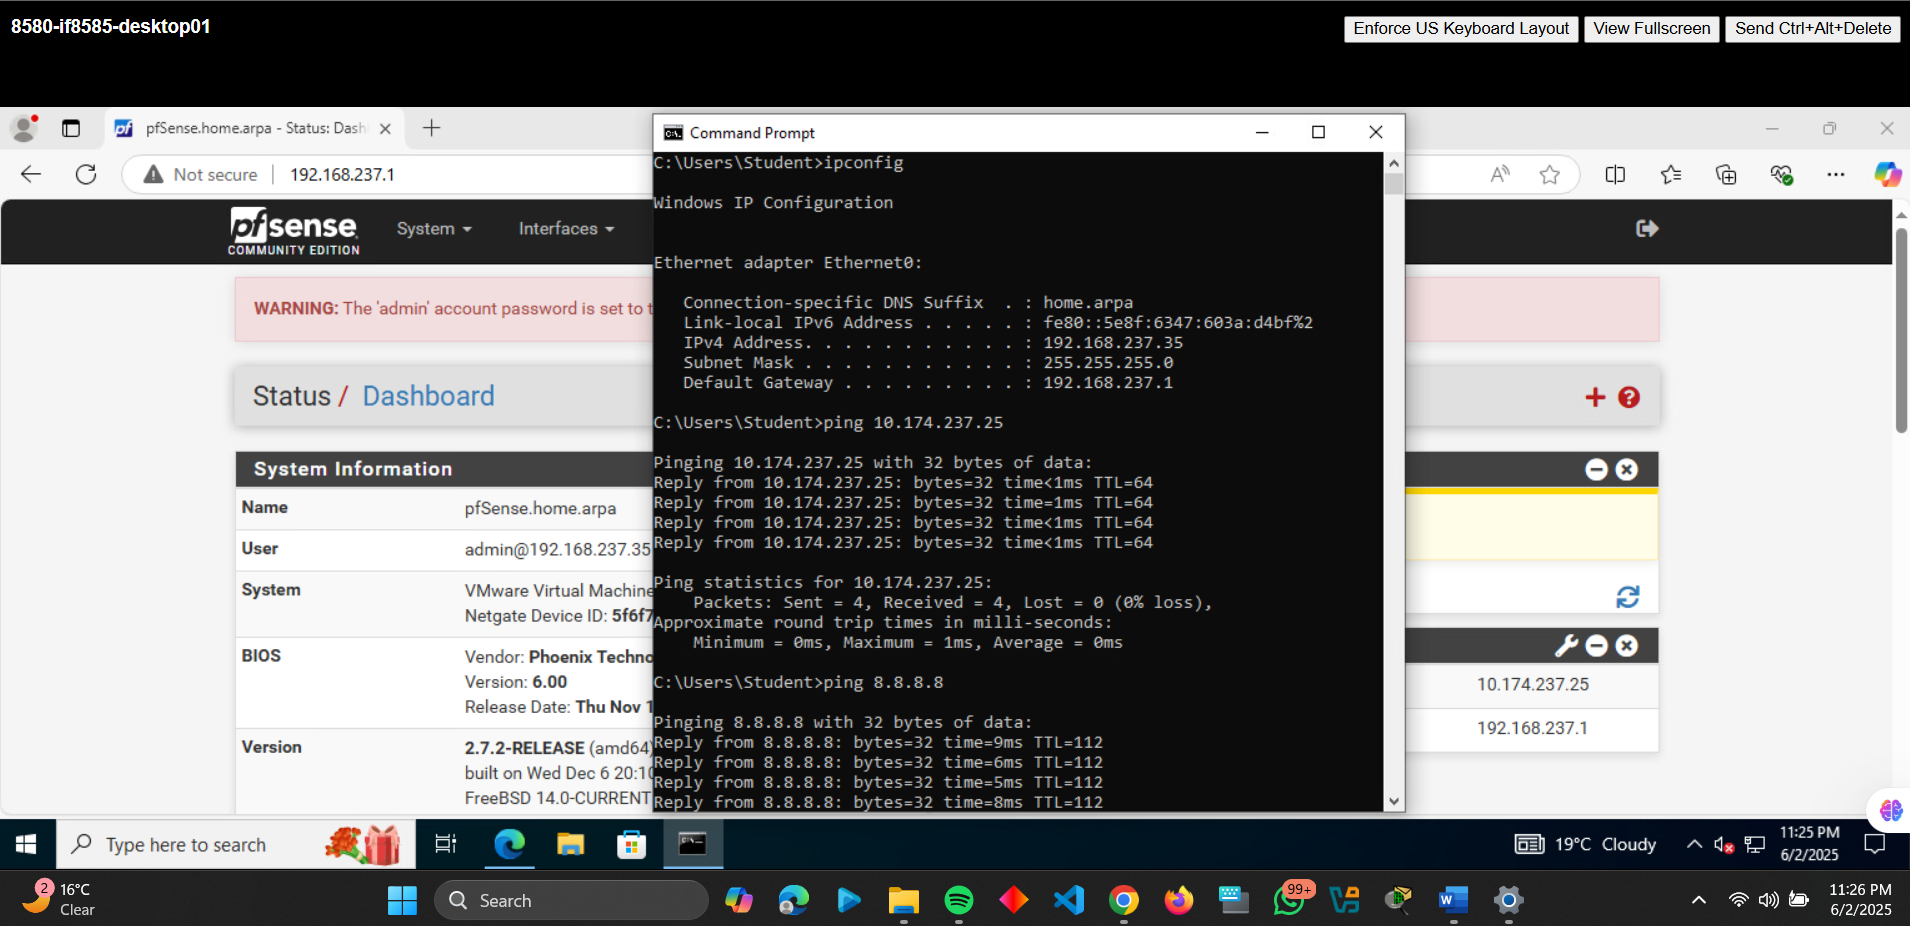 8580-if8585-desktop01
Enforce US Keyboard Layout
View Fullscreen
Send Ctrl+Alt+Delete
pfSense.home.arpa - Status: Dash
Not secure
192.168.237.1
pfsense
COMMUNITY EDITION
System
Interfaces
WARNING: The 'admin' account password is set to t
Status / Dashboard
System Information
Name
pfSense.home.arpa
User
admin@192.168.237.35
System
VMware Virtual Machine
Netgate Device ID: 5f6f7
BIOS
Vendor: Phoenix Techno
Version: 6.00
Release Date: Thu Nov 1
Version
2.7.2-RELEASE (amd64)
built on Wed Dec 6 20:10
FreeBSD 14.0-CURRENT
Command Prompt
C:\Users\Student>ipconfig
Windows IP Configuration
Ethernet adapter Ethernet0:
Connection-specific DNS Suffix . : home.arpa
Link-local IPv6 Address . . . . . : fe80::5e8f:6347:603a:d4bf%2
IPv4 Address. . . . . . . . . . . : 192.168.237.35
Subnet Mask . . . . . . . . . . . : 255.255.255.0
Default Gateway . . . . . . . . . : 192.168.237.1
C:\Users\Student>ping 10.174.237.25
Pinging 10.174.237.25 with 32 bytes of data:
Reply from 10.174.237.25: bytes=32 time<1ms TTL=64
Reply from 10.174.237.25: bytes=32 time=1ms TTL=64
Reply from 10.174.237.25: bytes=32 time<1ms TTL=64
Reply from 10.174.237.25: bytes=32 time<1ms TTL=64
Ping statistics for 10.174.237.25:
Packets: Sent = 4, Received = 4, Lost = 0 (0% loss),
Approximate round trip times in milli-seconds:
Minimum = 0ms, Maximum = 1ms, Average = 0ms
C:\Users\Student>ping 8.8.8.8
Pinging 8.8.8.8 with 32 bytes of data:
Reply from 8.8.8.8: bytes=32 time=9ms TTL=112
Reply from 8.8.8.8: bytes=32 time=6ms TTL=112
Reply from 8.8.8.8: bytes=32 time=5ms TTL=112
Reply from 8.8.8.8: bytes=32 time=8ms TTL=112
10.174.237.25
192.168.237.1
Type here to search
19°C Cloudy
11:25 PM
6/2/2025
2
16°C
Clear
Search
99+
11:26 PM
6/2/2025